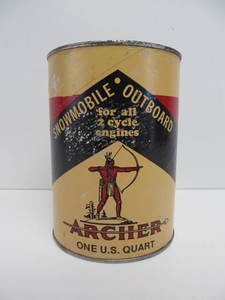 SNOWMOBILE • OUTBOARD
for all
2 cycle
engines
ARCHER
ONE U.S. QUART